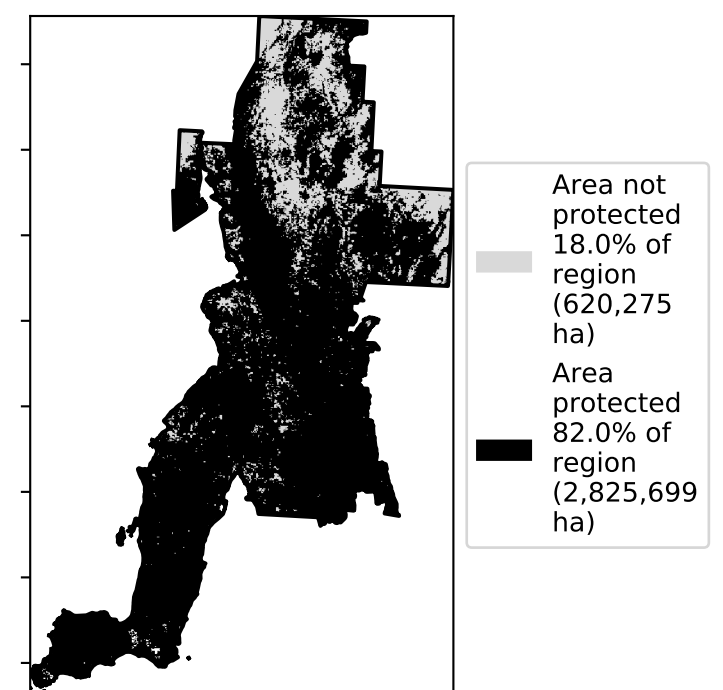 Area not
protected
18.0% of
region
(620,275
ha)
Area
protected
82.0% of
region
(2,825,699
ha)